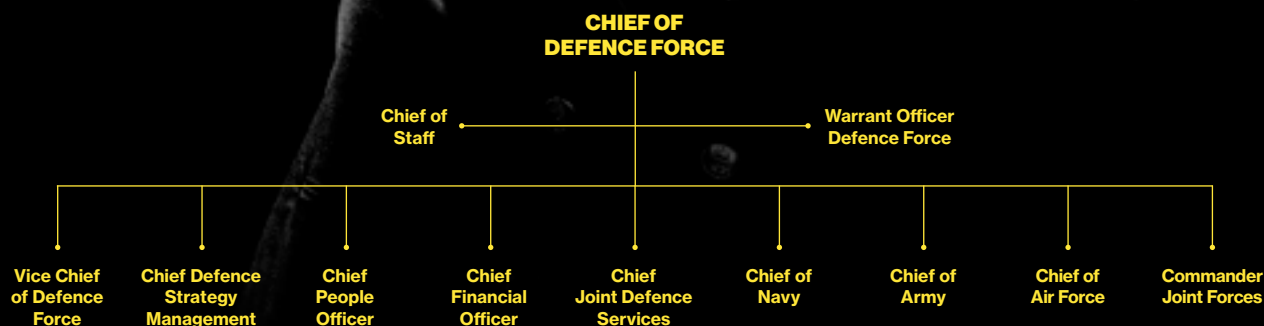 CHIEF OF
DEFENCE FORCE
Chief of
Staff
Warrant Officer
Defence Force
Vice Chief
of Defence
Force
Chief Defence
Strategy
Management
Chief
People
Officer
Chief
Financial
Officer
Chief
Joint Defence
Services
Chief of
Navy
Chief of
Army
Chief of
Air Force
Commander
Joint Forces